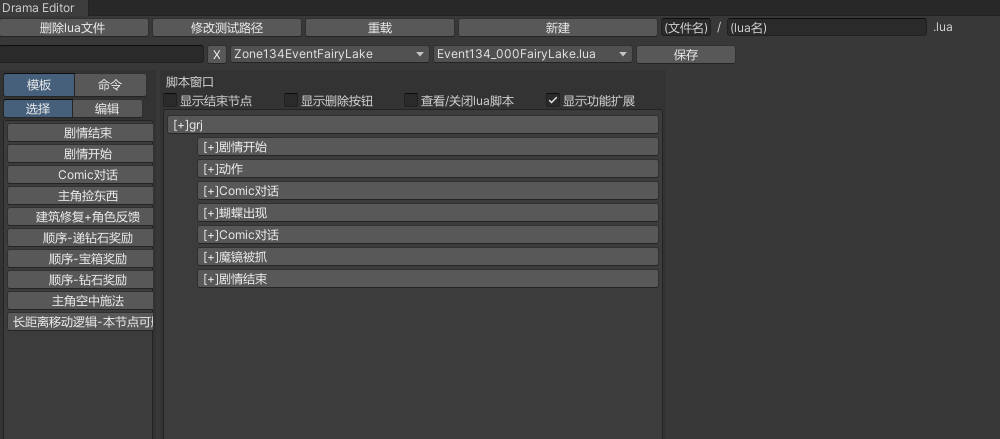 Drama Editor
删除lua文件 修改测试路径 重载 新建 (文件名) / (lua名) .lua
X Zone134EventFairyLake Event134_000FairyLake.lua 保存
模板 命令
选择 编辑
剧情结束
剧情开始
Comic对话
主角捡东西
建筑修复+角色反馈
顺序-递钻石奖励
顺序-宝箱奖励
顺序-钻石奖励
主角空中施法
长距离移动逻辑-本节点可
脚本窗口
显示结束节点 显示删除按钮 查看/关闭lua脚本 显示功能扩展
[+]grj
[+]剧情开始
[+]动作
[+]Comic对话
[+]蝴蝶出现
[+]Comic对话
[+]魔镜被抓
[+]剧情结束